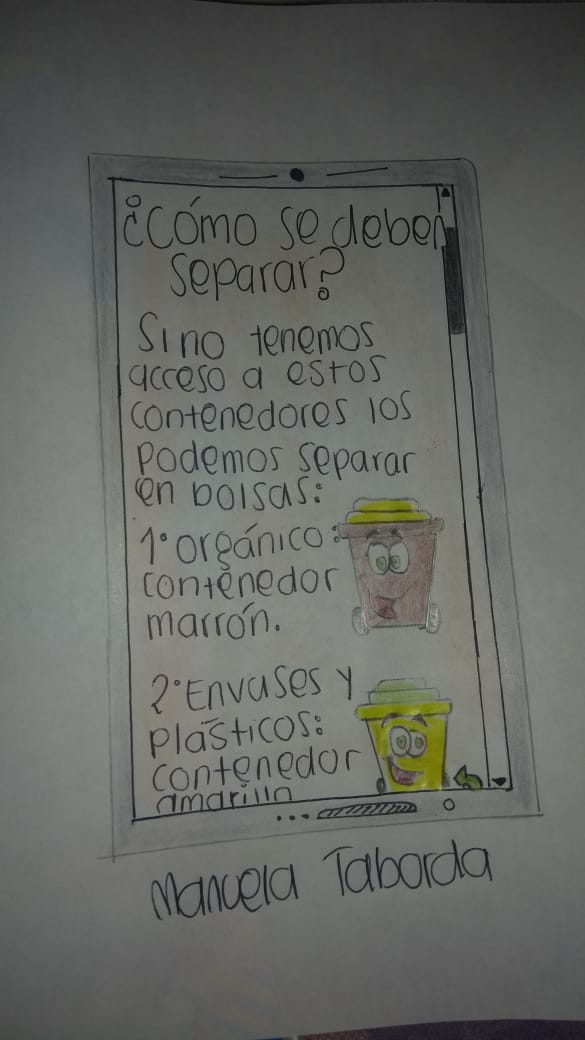 ¿Cómo se deben
separar?
Si no tenemos
acceso a estos
contenedores los
podemos separar
en bolsas:
1° orgánico:
contenedor
marrón.
2° Envases y
plásticos:
contenedor
amarillo
Manuela Taborda